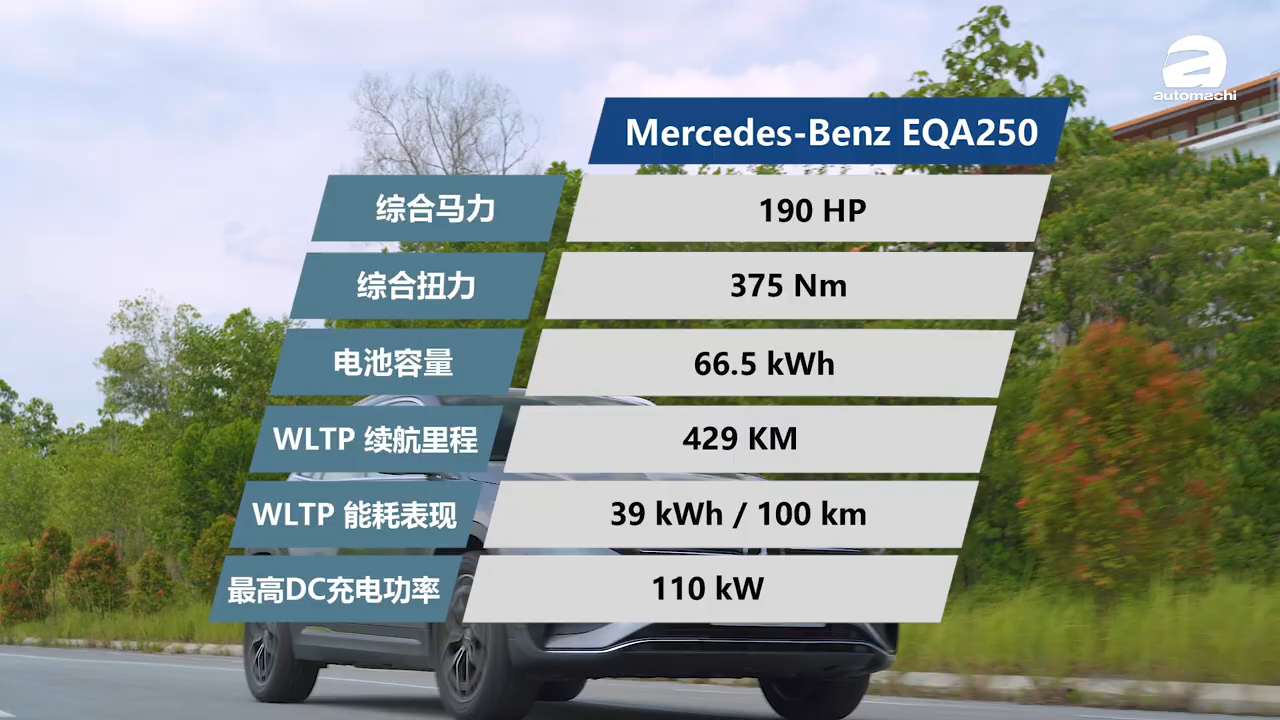 automachi
Mercedes-Benz EQA250
综合马力 190 HP
综合扭力 375 Nm
电池容量 66.5 kWh
WLTP 续航里程 429 KM
WLTP 能耗表现 39 kWh / 100 km
最高DC充电功率 110 kW